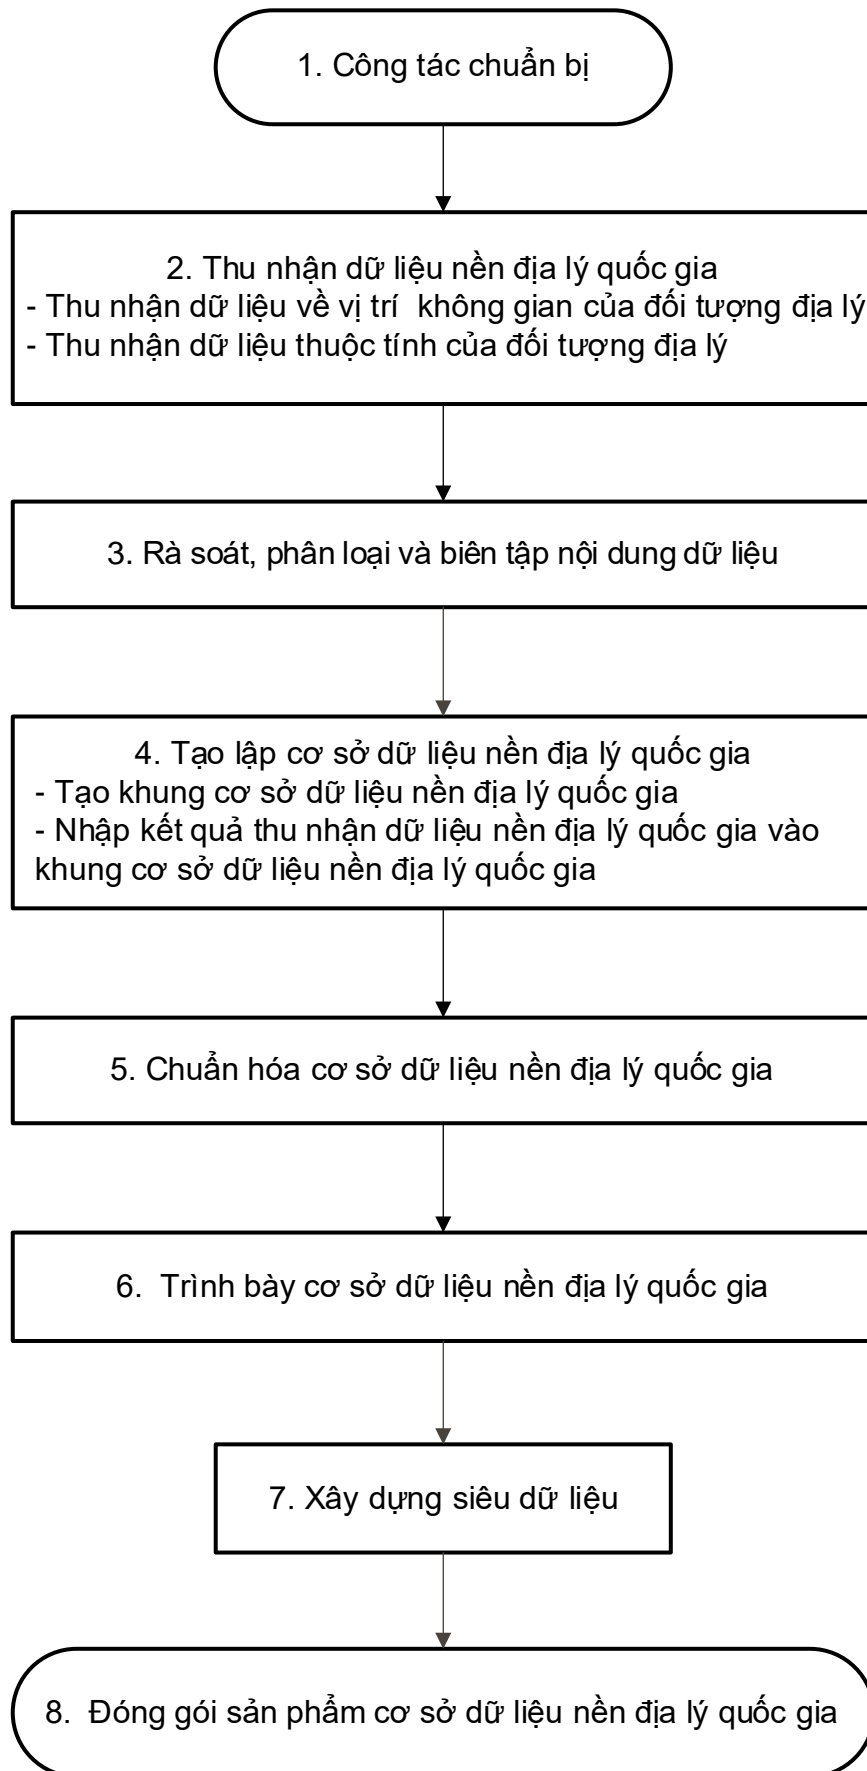 1. Công tác chuẩn bị
2. Thu nhận dữ liệu nền địa lý quốc gia
- Thu nhận dữ liệu về vị trí không gian của đối tượng địa lý
- Thu nhận dữ liệu thuộc tính của đối tượng địa lý
3. Rà soát, phân loại và biên tập nội dung dữ liệu
4. Tạo lập cơ sở dữ liệu nền địa lý quốc gia
- Tạo khung cơ sở dữ liệu nền địa lý quốc gia
- Nhập kết quả thu nhận dữ liệu nền địa lý quốc gia vào
khung cơ sở dữ liệu nền địa lý quốc gia
5. Chuẩn hóa cơ sở dữ liệu nền địa lý quốc gia
6. Trình bày cơ sở dữ liệu nền địa lý quốc gia
7. Xây dựng siêu dữ liệu
8. Đóng gói sản phẩm cơ sở dữ liệu nền địa lý quốc gia